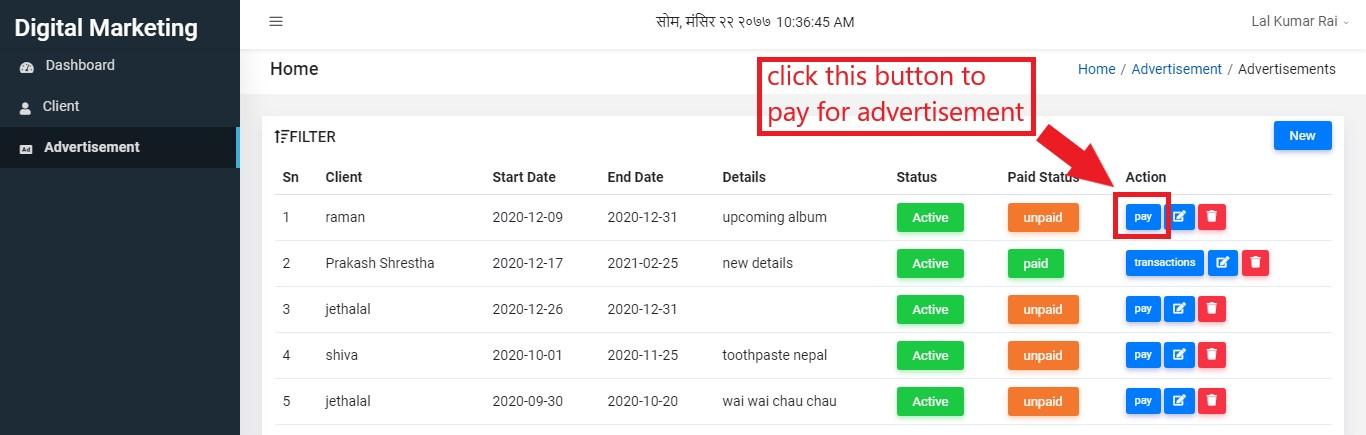 Digital Marketing
सोम, मंसिर २२ २०७७ 10:36:45 AM
Lal Kumar Rai
Dashboard
Client
Ad Advertisement
Home
Home / Advertisement / Advertisements
click this button to
pay for advertisement
FILTER
New
Sn Client Start Date End Date Details Status Paid Status Action
1 raman 2020-12-09 2020-12-31 upcoming album Active unpaid pay
2 Prakash Shrestha 2020-12-17 2021-02-25 new details Active paid transactions
3 jethalal 2020-12-26 2020-12-31 Active unpaid pay
4 shiva 2020-10-01 2020-11-25 toothpaste nepal Active unpaid pay
5 jethalal 2020-09-30 2020-10-20 wai wai chau chau Active unpaid pay